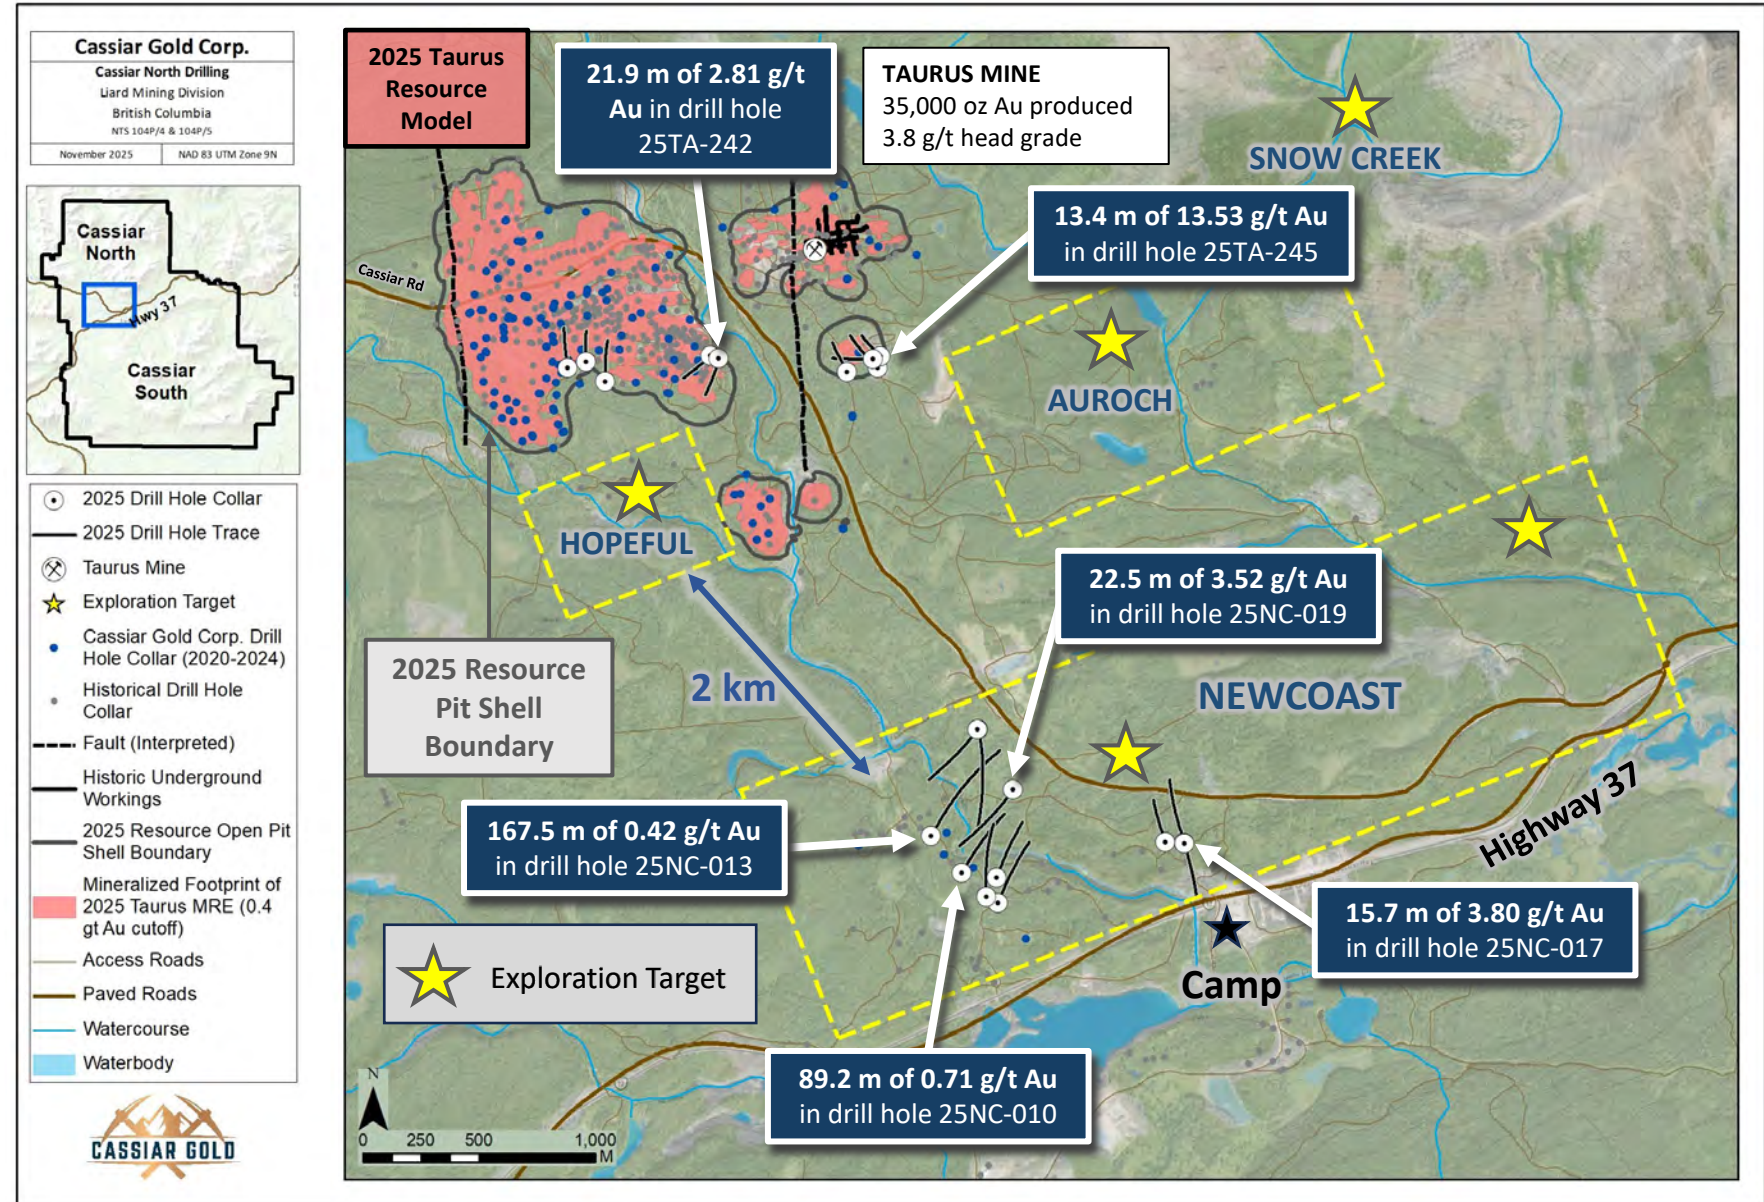 Cassiar Gold Corp.
Cassiar North Drilling
Liard Mining Division
British Columbia
NTS 104P/4 & 104P/5
November 2025
NAD 83 UTM Zone 9N
Cassiar
North
Hwy 37
Cassiar
South
2025 Drill Hole Collar
2025 Drill Hole Trace
Taurus Mine
Exploration Target
Cassiar Gold Corp. Drill
Hole Collar (2020-2024)
Historical Drill Hole
Collar
Fault (Interpreted)
Historic Underground
Workings
2025 Resource Open Pit
Shell Boundary
Mineralized Footprint of
2025 Taurus MRE (0.4
gt Au cutoff)
Access Roads
Paved Roads
Watercourse
Waterbody
CASSIAR GOLD
2025 Taurus
Resource
Model
21.9 m of 2.81 g/t
Au in drill hole
25TA-242
TAURUS MINE
35,000 oz Au produced
3.8 g/t head grade
SNOW CREEK
13.4 m of 13.53 g/t Au
in drill hole 25TA-245
Cassiar Rd
AUROCH
HOPEFUL
22.5 m of 3.52 g/t Au
in drill hole 25NC-019
2025 Resource
Pit Shell
Boundary
2 km
NEWCOAST
Highway 37
167.5 m of 0.42 g/t Au
in drill hole 25NC-013
15.7 m of 3.80 g/t Au
in drill hole 25NC-017
Exploration Target
Camp
89.2 m of 0.71 g/t Au
in drill hole 25NC-010
N
0 250 500 1,000
M